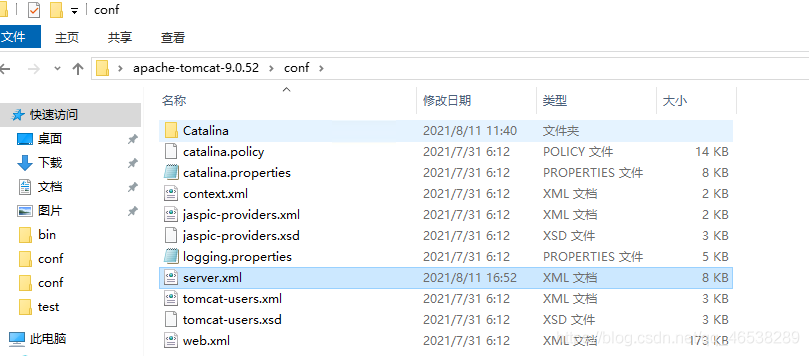 conf
文件 主页 共享 查看
apache-tomcat-9.0.52 conf
名称 修改日期 类型 大小
快速访问
桌面
下载
文档
图片
bin
conf
conf
test
此电脑
Catalina 2021/8/11 11:40 文件夹
catalina.policy 2021/7/31 6:12 POLICY 文件 14 KB
catalina.properties 2021/7/31 6:12 PROPERTIES 文件 8 KB
context.xml 2021/7/31 6:12 XML 文档 2 KB
jaspic-providers.xml 2021/7/31 6:12 XML 文档 2 KB
jaspic-providers.xsd 2021/7/31 6:12 XSD 文件 3 KB
logging.properties 2021/7/31 6:12 PROPERTIES 文件 5 KB
server.xml 2021/8/11 16:52 XML 文档 8 KB
tomcat-users.xml 2021/7/31 6:12 XML 文档 3 KB
tomcat-users.xsd 2021/7/31 6:12 XSD 文件 3 KB
web.xml 2021/7/31 6:12 XML 文档 173 KB